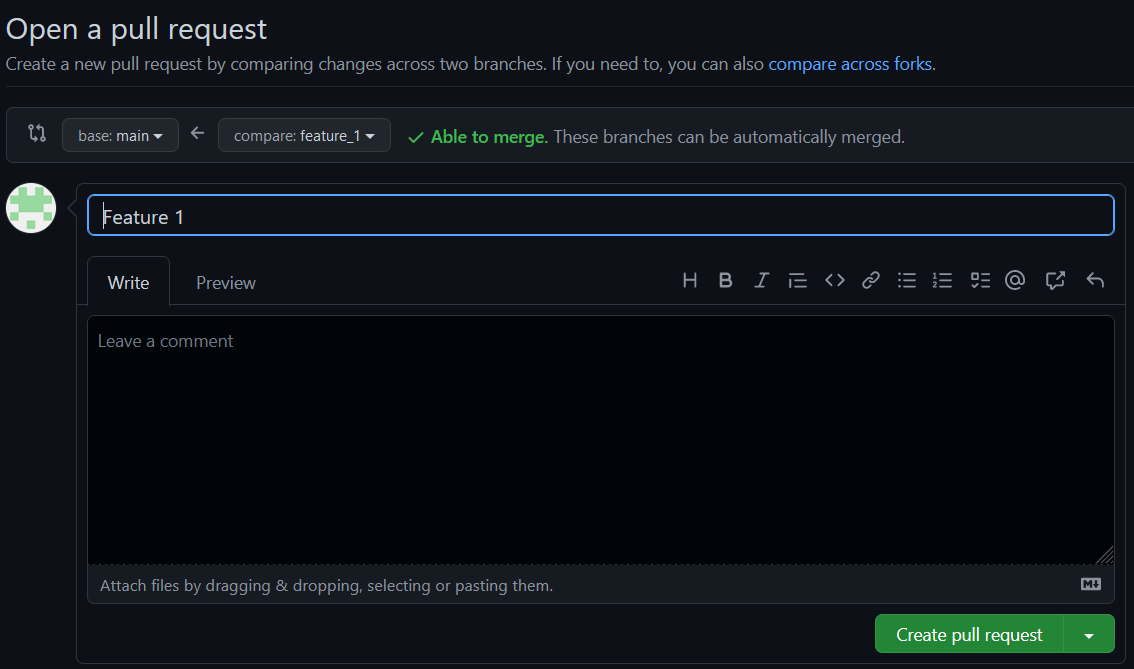 Open a pull request
Create a new pull request by comparing changes across two branches. If you need to, you can also compare across forks.
base: main compare: feature_1 Able to merge. These branches can be automatically merged.
Feature 1
Write Preview H B I
Leave a comment
Attach files by dragging & dropping, selecting or pasting them. M
Create pull request